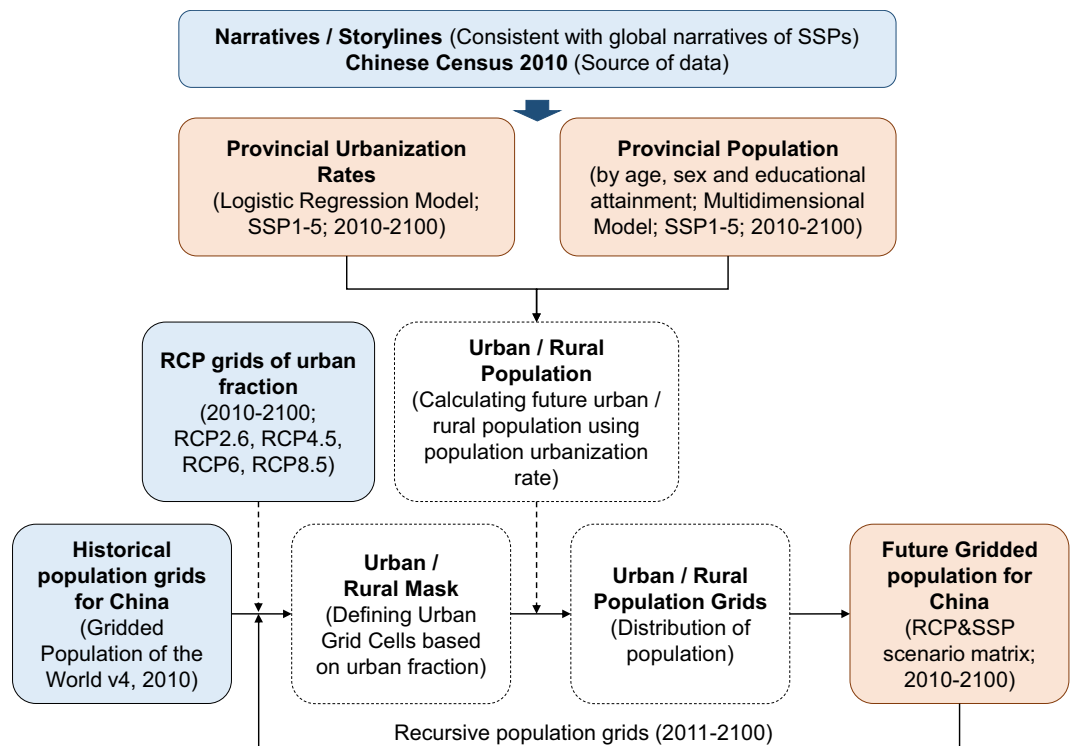 Narratives / Storylines (Consistent with global narratives of SSPs)
Chinese Census 2010 (Source of data)
Provincial Urbanization
Rates
(Logistic Regression Model;
SSP1-5; 2010-2100)
Provincial Population
(by age, sex and educational
attainment; Multidimensional
Model; SSP1-5; 2010-2100)
RCP grids of urban
fraction
(2010-2100;
RCP2.6, RCP4.5,
RCP6, RCP8.5)
Urban / Rural
Population
(Calculating future urban /
rural population using
population urbanization
rate)
Historical
population grids
for China
(Gridded
Population of the
World v4, 2010)
Urban /
Rural Mask
(Defining Urban
Grid Cells based
on urban fraction)
Urban / Rural
Population Grids
(Distribution of
population)
Future Gridded
population for
China
(RCP&SSP
scenario matrix;
2010-2100)
Recursive population grids (2011-2100)